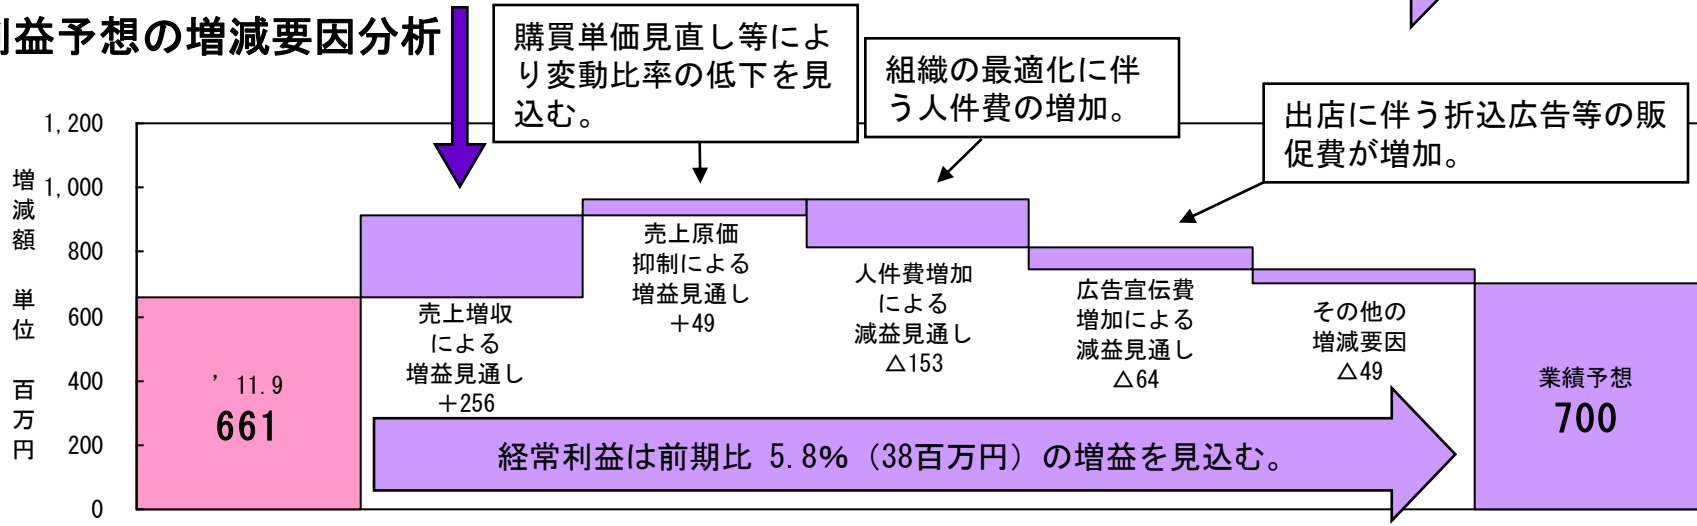 益予想の増減要因分析
購買単価見直し等によ
り変動比率の低下を見
込む。
組織の最適化に伴
う人件費の増加。
出店に伴う折込広告等の販
促費が増加。
増減額 単位 百万円
1,200
1,000
800
600
400
200
0
’11.9
661
売上増収
による
増益見通し
＋256
売上原価
抑制による
増益見通し
＋49
人件費増加
による
減益見通し
△153
広告宣伝費
増加による
減益見通し
△64
その他の
増減要因
△49
業績予想
700
経常利益は前期比 5.8％（38百万円）の増益を見込む。